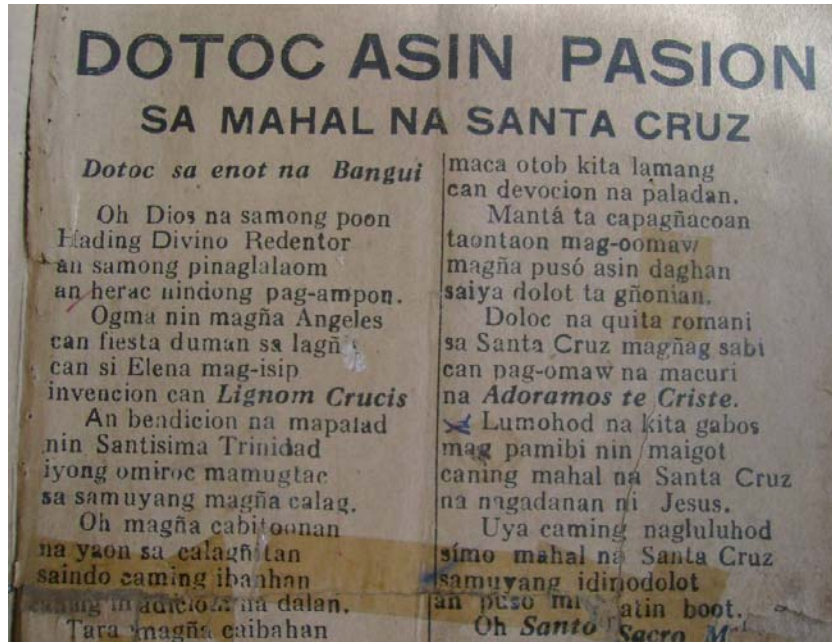 DOTOC ASIN PASION
SA MAHAL NA SANTA CRUZ
Dotoc sa enot na Bangui
Oh Dios na samong poon
Hading Divino Redentor
an samong pinaglalaom
an herac nindong pag-ampon.
Ogma nin magña Angeles
can fiesta duman sa
can si Elena mag-isip
invencion can Lignom Crucis
An bendicion na mapalad
nin Santisima Trinidad
iyong omiroc mamugtac
sa samuyang magña calag.
Oh magña cabitoonan
na yaon sa calagñitan
saindo caming ibanhan
na dalan.
Tara magña caibahan
maca otob kita lamang
can devocion na paladan.
Mantá ta capagñacoan
taontaon mag-oomaw
magña pusó asin daghan
saiya dolot ta gñonian.
Doloc na quita romani
sa Santa Cruz magñag sabi
can pag-omaw na macuri
na Adoramos te Criste.
Lumohod na kita gabos
mag pamibi nin maigot
caning mahal na Santa Cruz
na nagadanan ni Jesus.
Uya caming nagluluhod
símo mahal na Santa Cruz
samuyang idinodolot
an puso mi atin boot.
Oh Santo Sacro